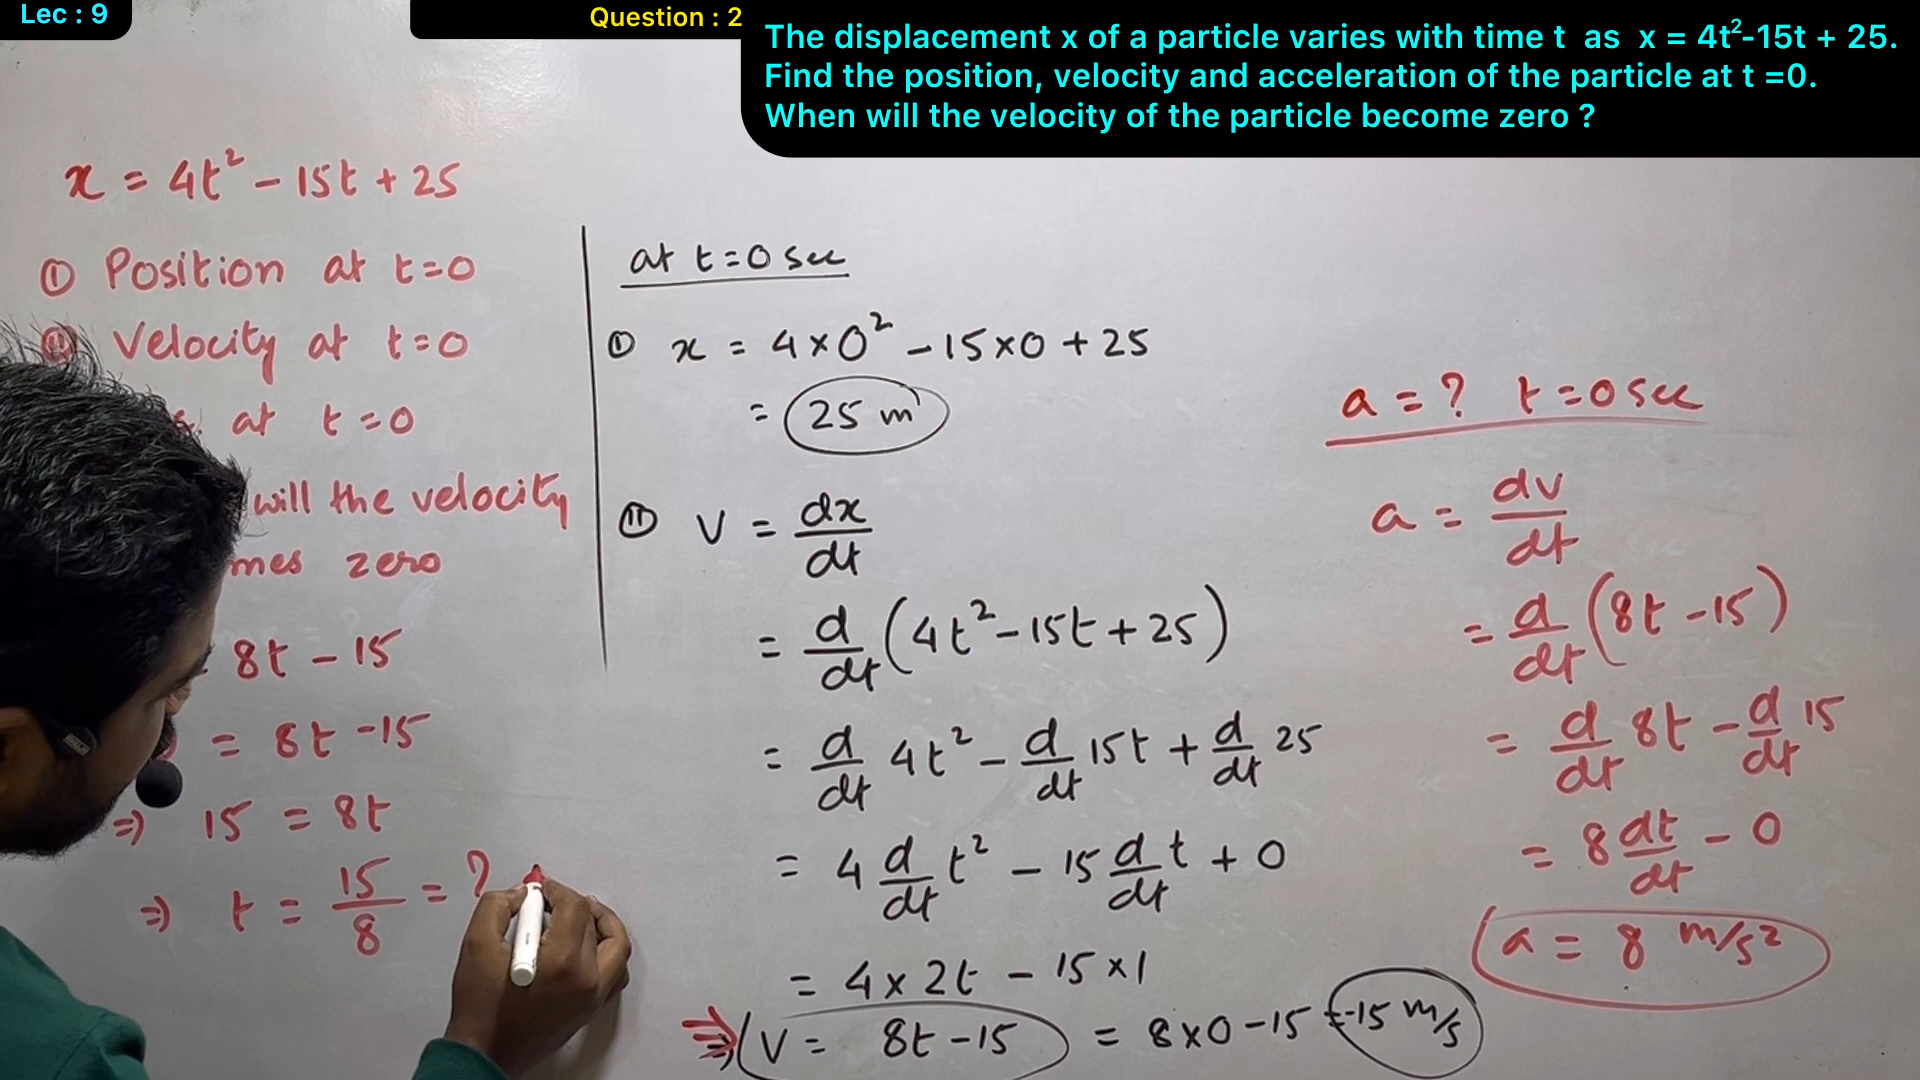 Lec : 9
Question : 2
The displacement x of a particle varies with time t as x = 4t²-15t + 25.
Find the position, velocity and acceleration of the particle at t =0.
When will the velocity of the particle become zero ?
x = 4t² - 15t + 25
① Position at t=0
Velocity at t=0
at t=0
will the velocity
mes zero
8t - 15
= 8t -15
⇒ 15 = 8t
⇒ t = 15/8 = ?
at t=0 sec
① x = 4×0² - 15×0 + 25
= 25 m
⑪ v = dx/dt
= d/dt (4t² - 15t + 25)
= d/dt 4t² - d/dt 15t + d/dt 25
= 4 d/dt t² - 15 d/dt t + 0
= 4 × 2t - 15 × 1
⇒ v = 8t - 15 = 8×0 - 15 = -15 m/s
a = ? t=0 sec
a = dv/dt
= d/dt (8t - 15)
= d/dt 8t - d/dt 15
= 8 dt/dt - 0
a = 8 m/s²